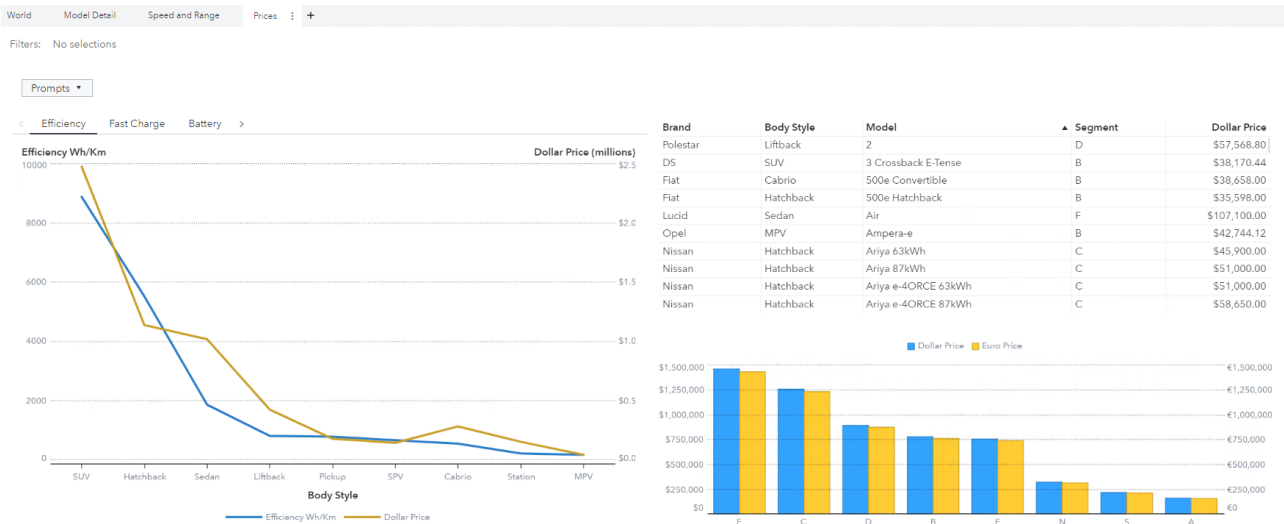 World Model Detail Speed and Range Prices
Filters: No selections
Prompts
Efficiency Fast Charge Battery
Efficiency Wh/Km Dollar Price (millions)
10000 $2.5
8000 $2.0
6000 $1.5
4000 $1.0
2000 $0.5
0 $0.0
SUV Hatchback Sedan Liftback Pickup SPV Cabrio Station MPV
Body Style
Efficiency Wh/Km Dollar Price
Brand Body Style Model Segment Dollar Price
Polestar Liftback 2 D $57,568.80
DS SUV 3 Crossback E-Tense B $38,170.44
Fiat Cabrio 500e Convertible B $38,658.00
Fiat Hatchback 500e Hatchback B $35,598.00
Lucid Sedan Air F $107,100.00
Opel MPV Ampera-e B $42,744.12
Nissan Hatchback Ariya 63kWh C $45,900.00
Nissan Hatchback Ariya 87kWh C $51,000.00
Nissan Hatchback Ariya e-4ORCE 63kWh C $51,000.00
Nissan Hatchback Ariya e-4ORCE 87kWh C $58,650.00
Dollar Price Euro Price
$1,500,000 €1,500,000
$1,250,000 €1,250,000
$1,000,000 €1,000,000
$750,000 €750,000
$500,000 €500,000
$250,000 €250,000
$0 €0
C D B N S A